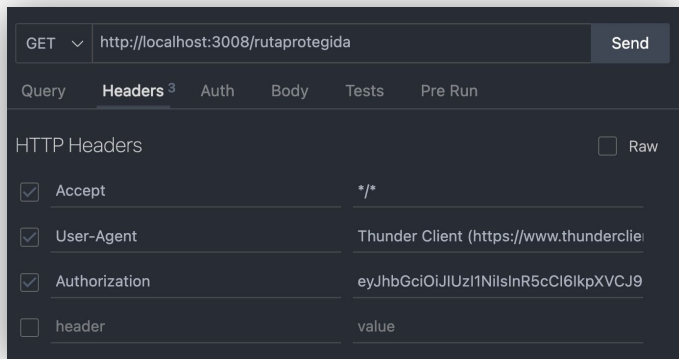 GET http://localhost:3008/rutaprotegida Send
Query Headers 3 Auth Body Tests Pre Run
HTTP Headers Raw
Accept */*
User-Agent Thunder Client (https://www.thunderclie
Authorization eyJhbGciOiJIUzI1NiIsInR5cCI6IkpXVCJ9
header value